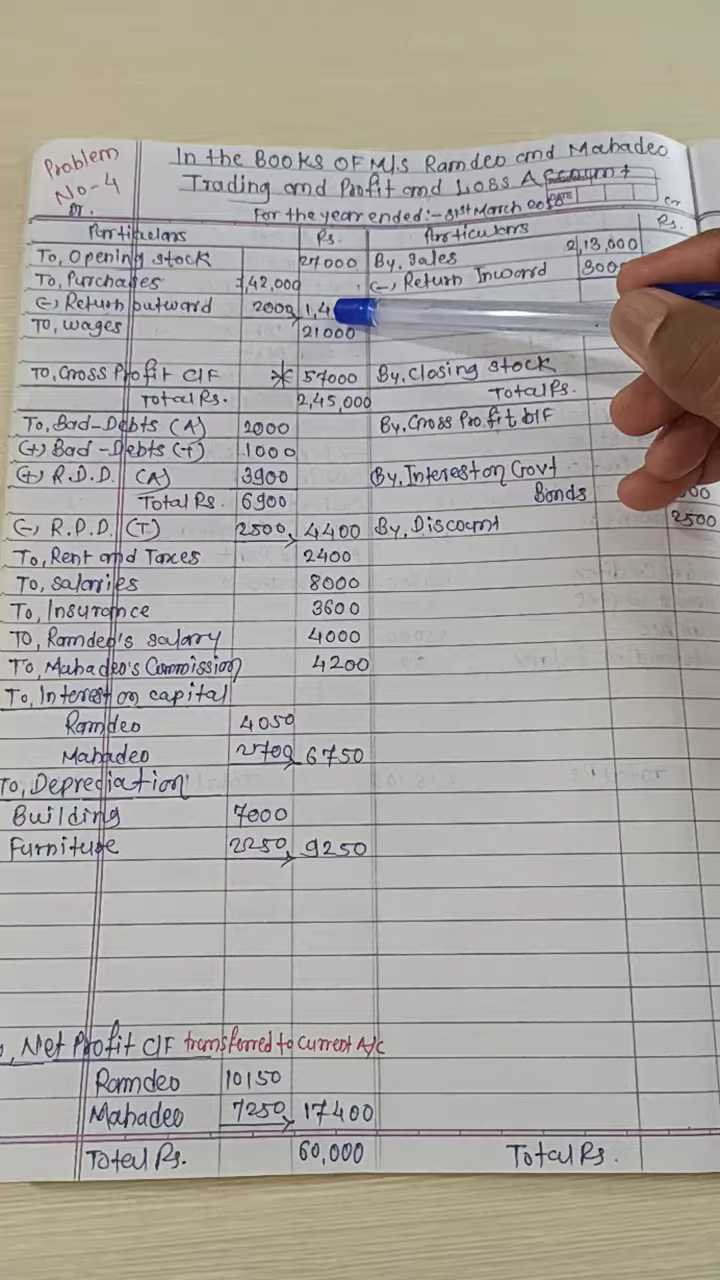 Problem No-4
In the Books OF M/s Ramdeo and Mahadeo
Trading and Profit and Loss Account
For the year ended:- 31st March
Dr. Cr
Particulars Rs. Particulars Rs.
To, Opening stock 27000 By, Sales 2,13,000
To, Purchases 1,42,000 (-) Return Inword 3000
(-) Return outword 2000 1,4
To, wages 21000
To, Gross Profit C/F * 57000 By, Closing stock
Total Rs. 2,45,000 Total Rs.
To, Bad-Debts (A) 2000 By, Gross Profit b/F
(+) Bad-Debts (T) 1000
(+) R.D.D. (A) 3900 By, Interest on Govt
Total Rs. 6900 Bonds
(-) R.D.D. (T) 2500 4400 By, Discount 2500
To, Rent and Taxes 2400
To, Salaries 8000
To, Insurance 3600
To, Ramdeo's salary 4000
To, Mahadeo's Commission 4200
To, Interest on capital
Ramdeo 4050
Mahadeo 2700 6750
To, Depreciation
Building 7000
Furniture 2250 9250
, Net Profit C/F transferred to current A/c
Ramdeo 10150
Mahadeo 7250 17400
Total Rs. 60,000 Total Rs.